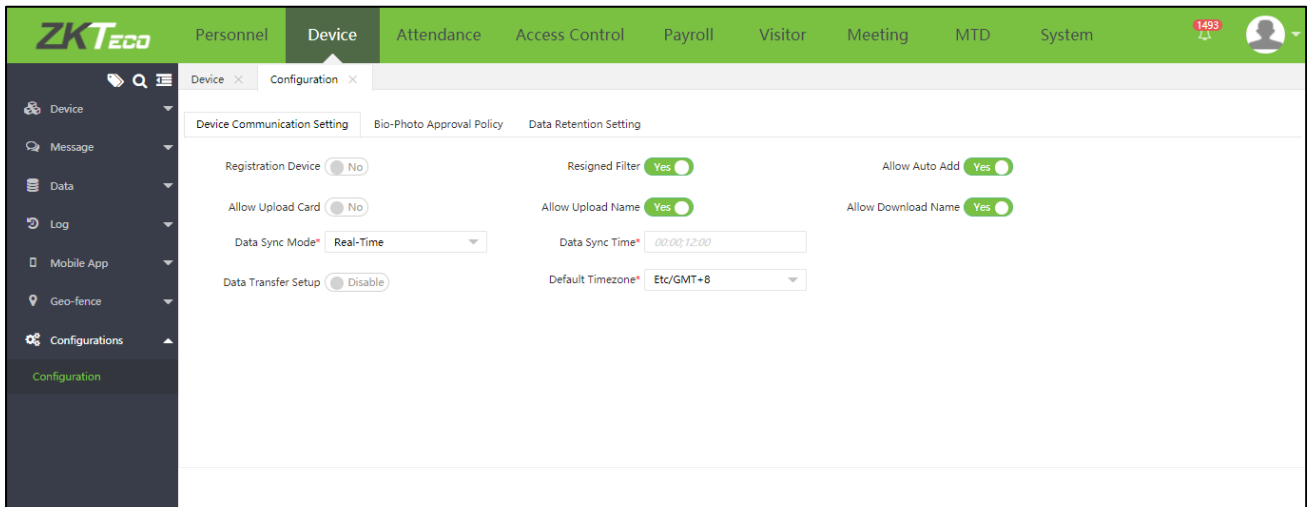 ZKTeco Personnel Device Attendance Access Control Payroll Visitor Meeting MTD System 1493
Device Configuration
Device
Message
Data
Log
Mobile App
Geo-fence
Configurations
Configuration
Device Communication Setting Bio-Photo Approval Policy Data Retention Setting
Registration Device No Resigned Filter Yes Allow Auto Add Yes
Allow Upload Card No Allow Upload Name Yes Allow Download Name Yes
Data Sync Mode* Real-Time Data Sync Time* 00:00;12:00
Data Transfer Setup Disable Default Timezone* Etc/GMT+8